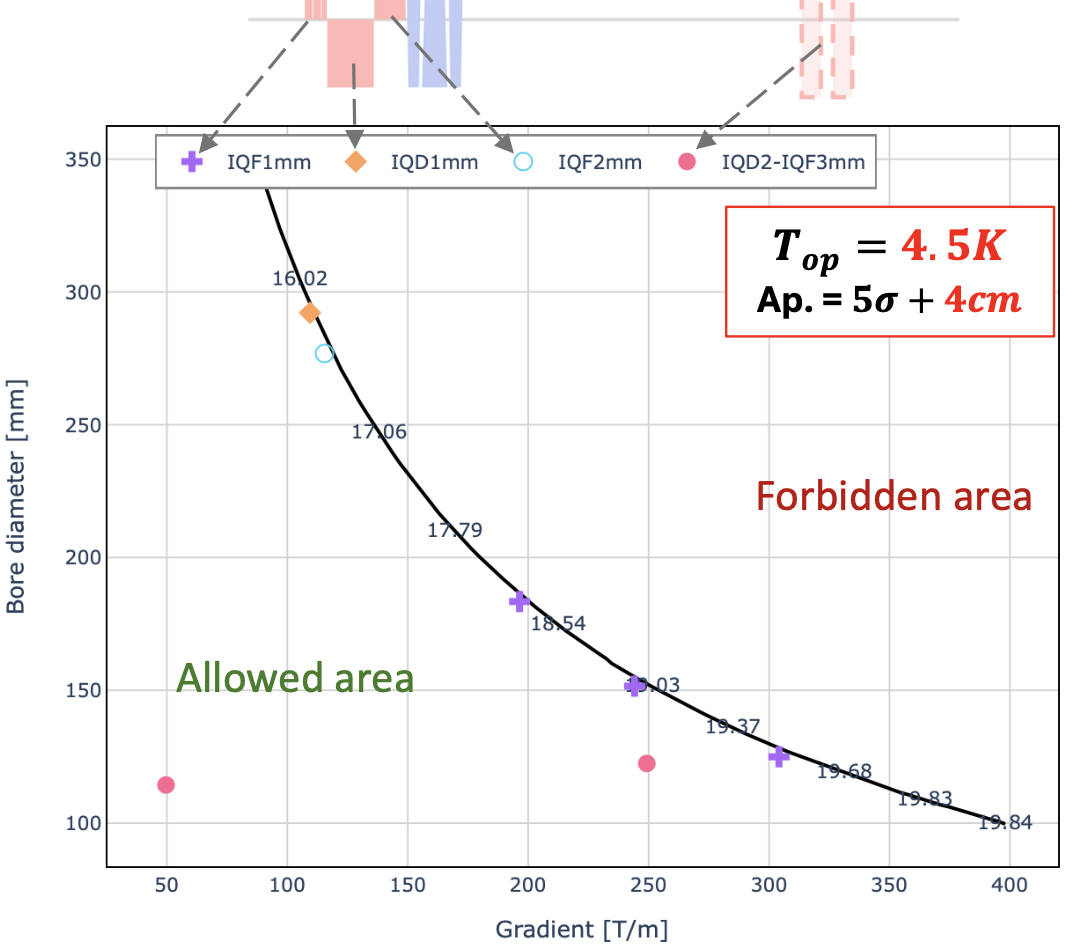 IQF1mm IQD1mm IQF2mm IQD2-IQF3mm
T_op = 4.5K
Ap. = 5σ + 4cm
350
300
250
200
150
100
Bore diameter [mm]
16.02
17.06
17.79
18.54
19.37
19.68
19.83
19.84
Forbidden area
Allowed area
50 100 150 200 250 300 350 400
Gradient [T/m]